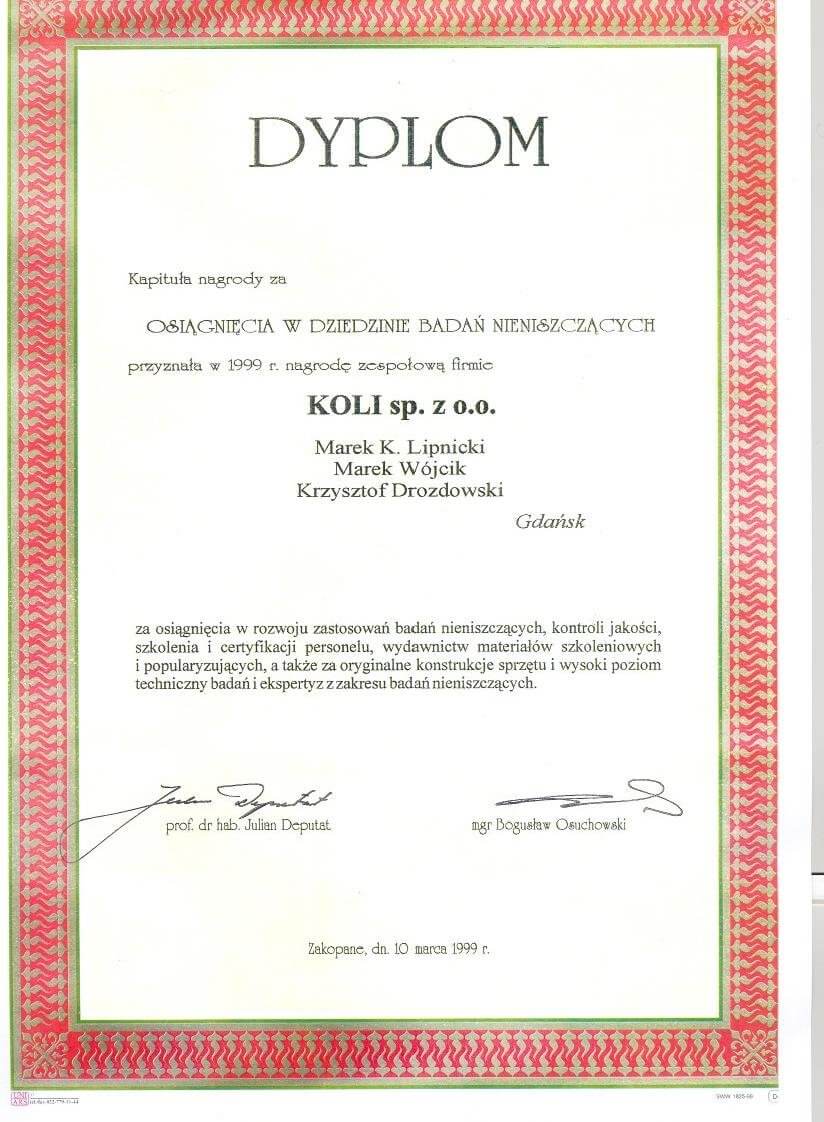 DYPLOM
Kapituła nagrody za
OSIĄGNIĘCIA W DZIEDZINIE BADAŃ NIENISZCZĄCYCH
przyznała w 1999 r. nagrodę zespołową firmie
KOLI sp. z o.o.
Marek K. Lipnicki
Marek Wójcik
Krzysztof Drozdowski
Gdańsk
za osiągnięcia w rozwoju zastosowań badań nieniszczących, kontroli jakości,
szkolenia i certyfikacji personelu, wydawnictw materiałów szkoleniowych
i popularyzujących, a także za oryginalne konstrukcje sprzętu i wysoki poziom
techniczny badań i ekspertyz z zakresu badań nieniszczących.
prof. dr hab. Julian Deputat
mgr Bogusław Osuchowski
Zakopane, dn. 10 marca 1999 r.
UNI
ARS